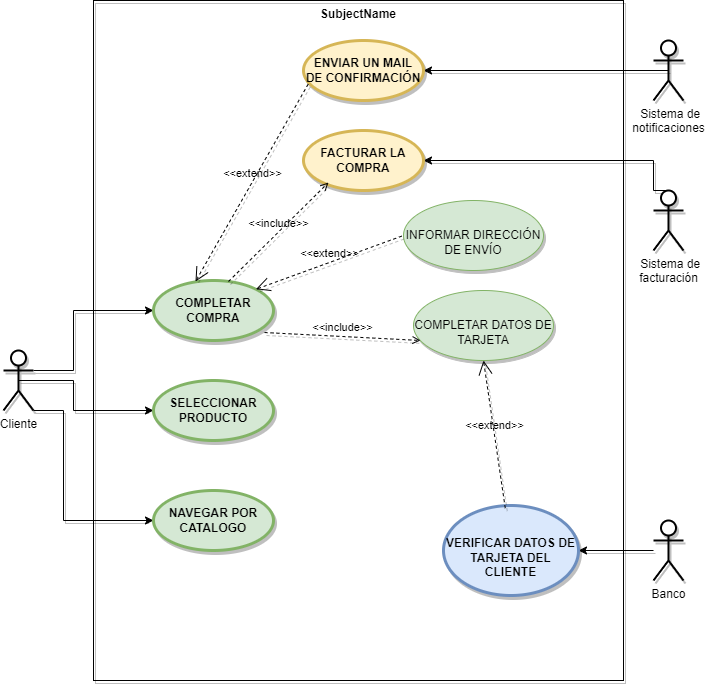 SubjectName
ENVIAR UN MAIL
DE CONFIRMACIÓN
Sistema de
notificaciones
FACTURAR LA
COMPRA
<<extend>>
<<include>>
INFORMAR DIRECCIÓN
DE ENVÍO
<<extend>>
Sistema de
facturación
COMPLETAR
COMPRA
<<include>>
COMPLETAR DATOS DE
TARJETA
Cliente
SELECCIONAR
PRODUCTO
<<extend>>
NAVEGAR POR
CATALOGO
VERIFICAR DATOS DE
TARJETA DEL
CLIENTE
Banco